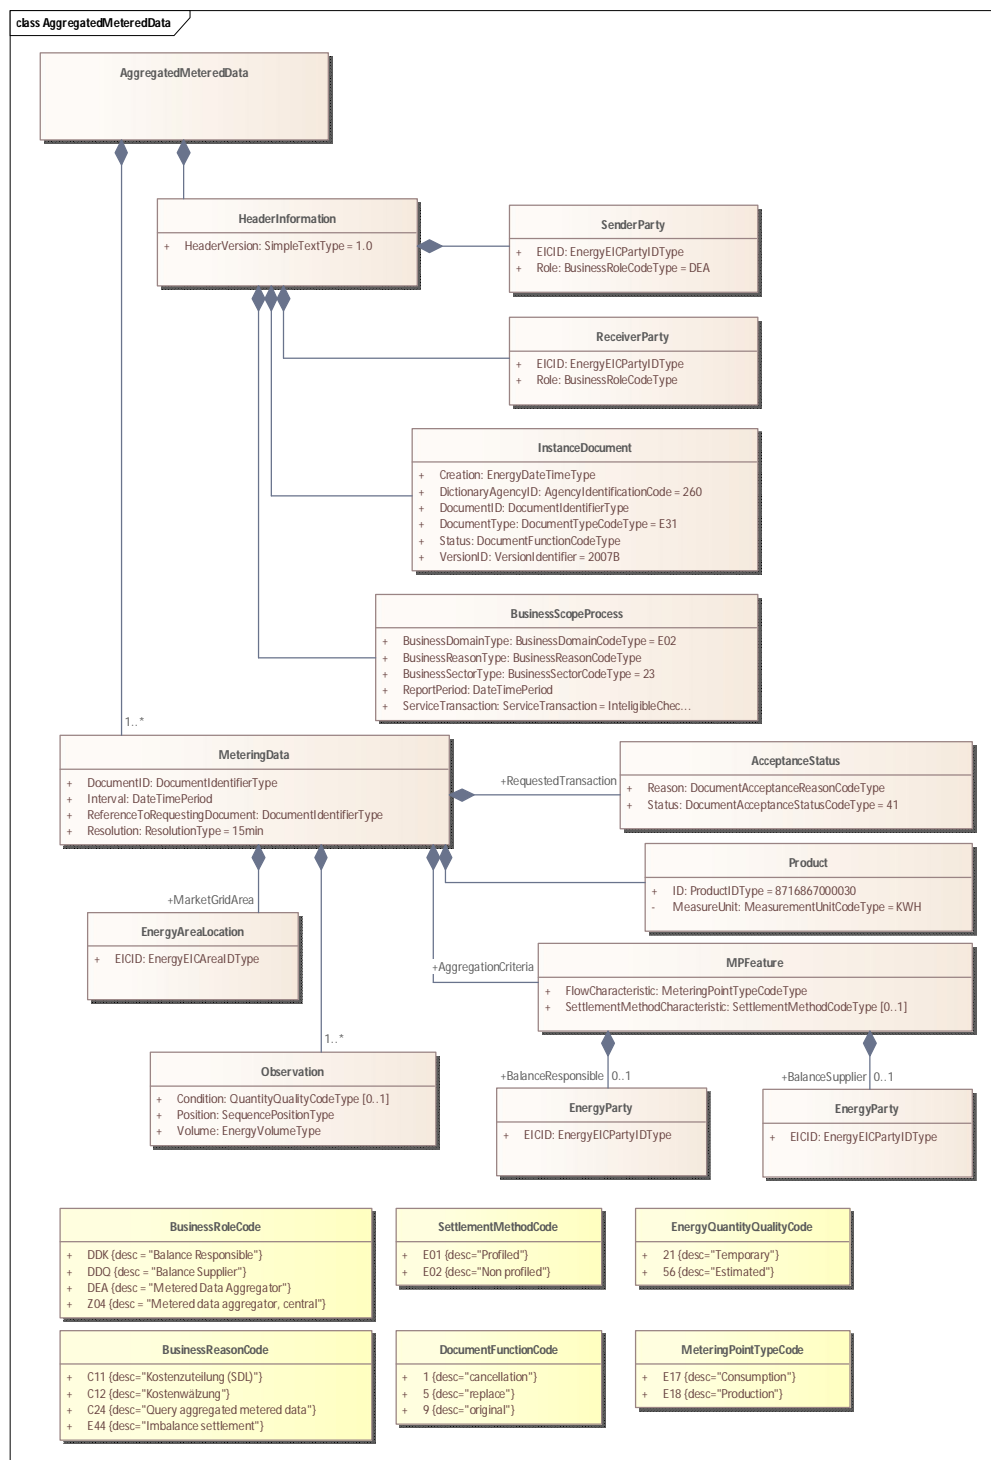 class AggregatedMeteredData
AggregatedMeteredData
HeaderInformation
+ HeaderVersion: SimpleTextType = 1.0
SenderParty
+ EICID: EnergyEICPartyIDType
+ Role: BusinessRoleCodeType = DEA
ReceiverParty
+ EICID: EnergyEICPartyIDType
+ Role: BusinessRoleCodeType
InstanceDocument
+ Creation: EnergyDateTimeType
+ DictionaryAgencyID: AgencyIdentificationCode = 260
+ DocumentID: DocumentIdentifierType
+ DocumentType: DocumentTypeCodeType = E31
+ Status: DocumentFunctionCodeType
+ VersionID: VersionIdentifier = 2007B
BusinessScopeProcess
+ BusinessDomainType: BusinessDomainCodeType = E02
+ BusinessReasonType: BusinessReasonCodeType
+ BusinessSectorType: BusinessSectorCodeType = 23
+ ReportPeriod: DateTimePeriod
+ ServiceTransaction: ServiceTransaction = InteligibleChec...
1..*
MeteringData
+ DocumentID: DocumentIdentifierType
+ Interval: DateTimePeriod
+ ReferenceToRequestingDocument: DocumentIdentifierType
+ Resolution: ResolutionType = 15min
+RequestedTransaction
AcceptanceStatus
+ Reason: DocumentAcceptanceReasonCodeType
+ Status: DocumentAcceptanceStatusCodeType = 41
Product
+ ID: ProductIDType = 8716867000030
- MeasureUnit: MeasurementUnitCodeType = KWH
+MarketGridArea
EnergyAreaLocation
+ EICID: EnergyEICAreaIDType
+AggregationCriteria
MPFeature
+ FlowCharacteristic: MeteringPointTypeCodeType
+ SettlementMethodCharacteristic: SettlementMethodCodeType [0..1]
1..*
Observation
+ Condition: QuantityQualityCodeType [0..1]
+ Position: SequencePositionType
+ Volume: EnergyVolumeType
+BalanceResponsible 0..1
EnergyParty
+ EICID: EnergyEICPartyIDType
+BalanceSupplier 0..1
EnergyParty
+ EICID: EnergyEICPartyIDType
BusinessRoleCode
+ DDK {desc = "Balance Responsible"}
+ DDQ {desc = "Balance Supplier"}
+ DEA {desc = "Metered Data Aggregator"}
+ Z04 {desc = "Metered data aggregator, central"}
SettlementMethodCode
+ E01 {desc="Profiled"}
+ E02 {desc="Non profiled"}
EnergyQuantityQualityCode
+ 21 {desc="Temporary"}
+ 56 {desc="Estimated"}
BusinessReasonCode
+ C11 {desc="Kostenzuteilung (SDL)"}
+ C12 {desc="Kostenwälzung"}
+ C24 {desc="Query aggregated metered data"}
+ E44 {desc="Imbalance settlement"}
DocumentFunctionCode
+ 1 {desc="cancellation"}
+ 5 {desc="replace"}
+ 9 {desc="original"}
MeteringPointTypeCode
+ E17 {desc="Consumption"}
+ E18 {desc="Production"}